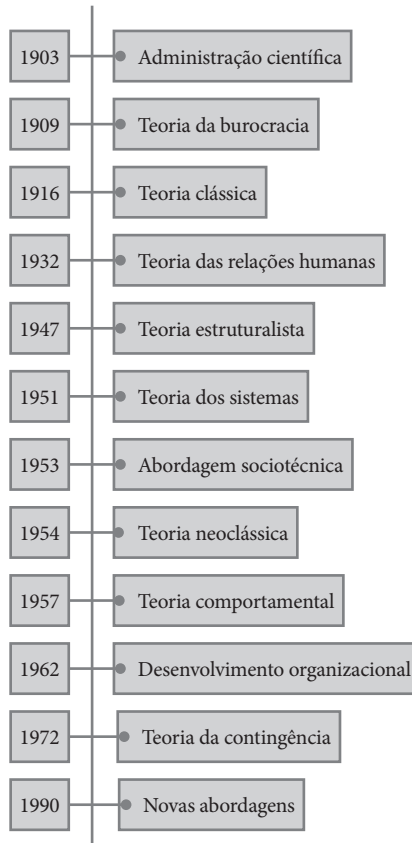 1903 Administração científica
1909 Teoria da burocracia
1916 Teoria clássica
1932 Teoria das relações humanas
1947 Teoria estruturalista
1951 Teoria dos sistemas
1953 Abordagem sociotécnica
1954 Teoria neoclássica
1957 Teoria comportamental
1962 Desenvolvimento organizacional
1972 Teoria da contingência
1990 Novas abordagens